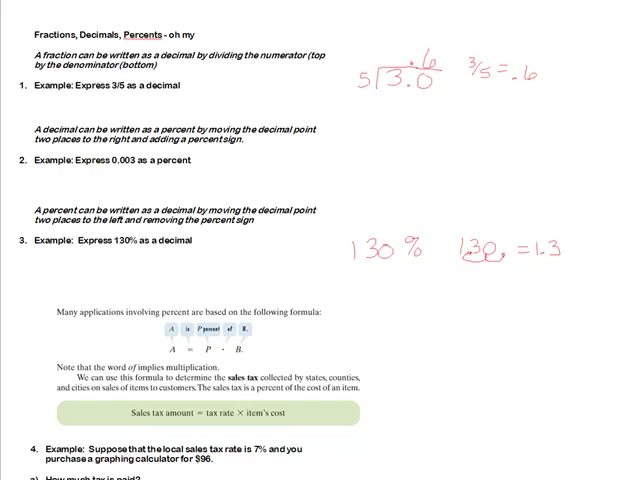 Fractions, Decimals, Percents - oh my
A fraction can be written as a decimal by dividing the numerator (top
by the denominator (bottom)
.6
5)3.0 3/5 = .6
1. Example: Express 3/5 as a decimal
A decimal can be written as a percent by moving the decimal point
two places to the right and adding a percent sign.
2. Example: Express 0.003 as a percent
A percent can be written as a decimal by moving the decimal point
two places to the left and removing the percent sign
3. Example: Express 130% as a decimal
130% 130. = 1.3
Many applications involving percent are based on the following formula:
A is P percent of B.
A = P · B.
Note that the word of implies multiplication.
We can use this formula to determine the sales tax collected by states, counties,
and cities on sales of items to customers. The sales tax is a percent of the cost of an item.
Sales tax amount = tax rate × item's cost
4. Example: Suppose that the local sales tax rate is 7% and you
purchase a graphing calculator for $96.
a) How much tax is paid?